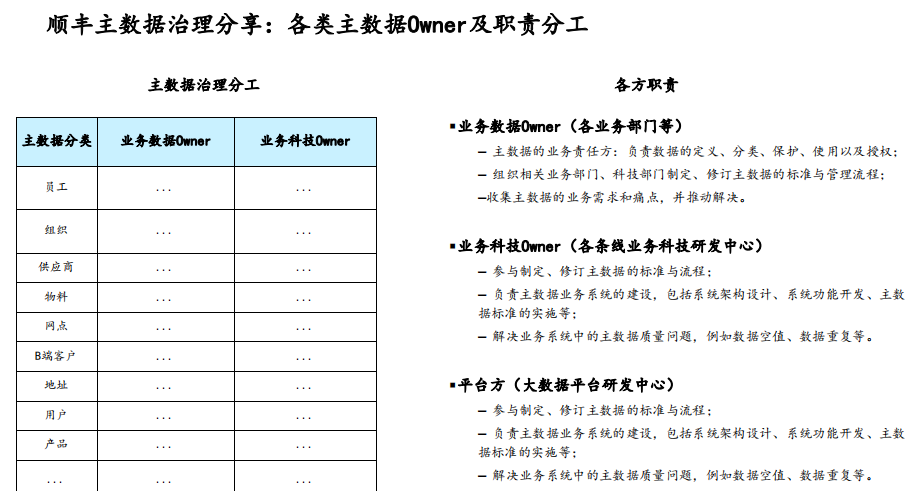 顺丰主数据治理分享：各类主数据Owner及职责分工
主数据治理分工
主数据分类 业务数据Owner 业务科技Owner
员工 ... ...
组织 ... ...
供应商 ... ...
物料 ... ...
网点 ... ...
B端客户 ... ...
地址 ... ...
用户 ... ...
产品 ... ...
... ... ...
各方职责
▪业务数据Owner（各业务部门等）
— 主数据的业务责任方：负责数据的定义、分类、保护、使用以及授权；
— 组织相关业务部门、科技部门制定、修订主数据的标准与管理流程；
—收集主数据的业务需求和痛点，并推动解决。
▪业务科技Owner（各条线业务科技研发中心）
— 参与制定、修订主数据的标准与流程；
— 负责主数据业务系统的建设，包括系统架构设计、系统功能开发、主数
据标准的实施等；
— 解决业务系统中的主数据质量问题，例如数据空值、数据重复等。
▪平台方（大数据平台研发中心）
— 参与制定、修订主数据的标准与流程；
— 负责主数据业务系统的建设，包括系统架构设计、系统功能开发、主数
据标准的实施等；
— 解决业务系统中的主数据质量问题，例如数据空值、数据重复等。